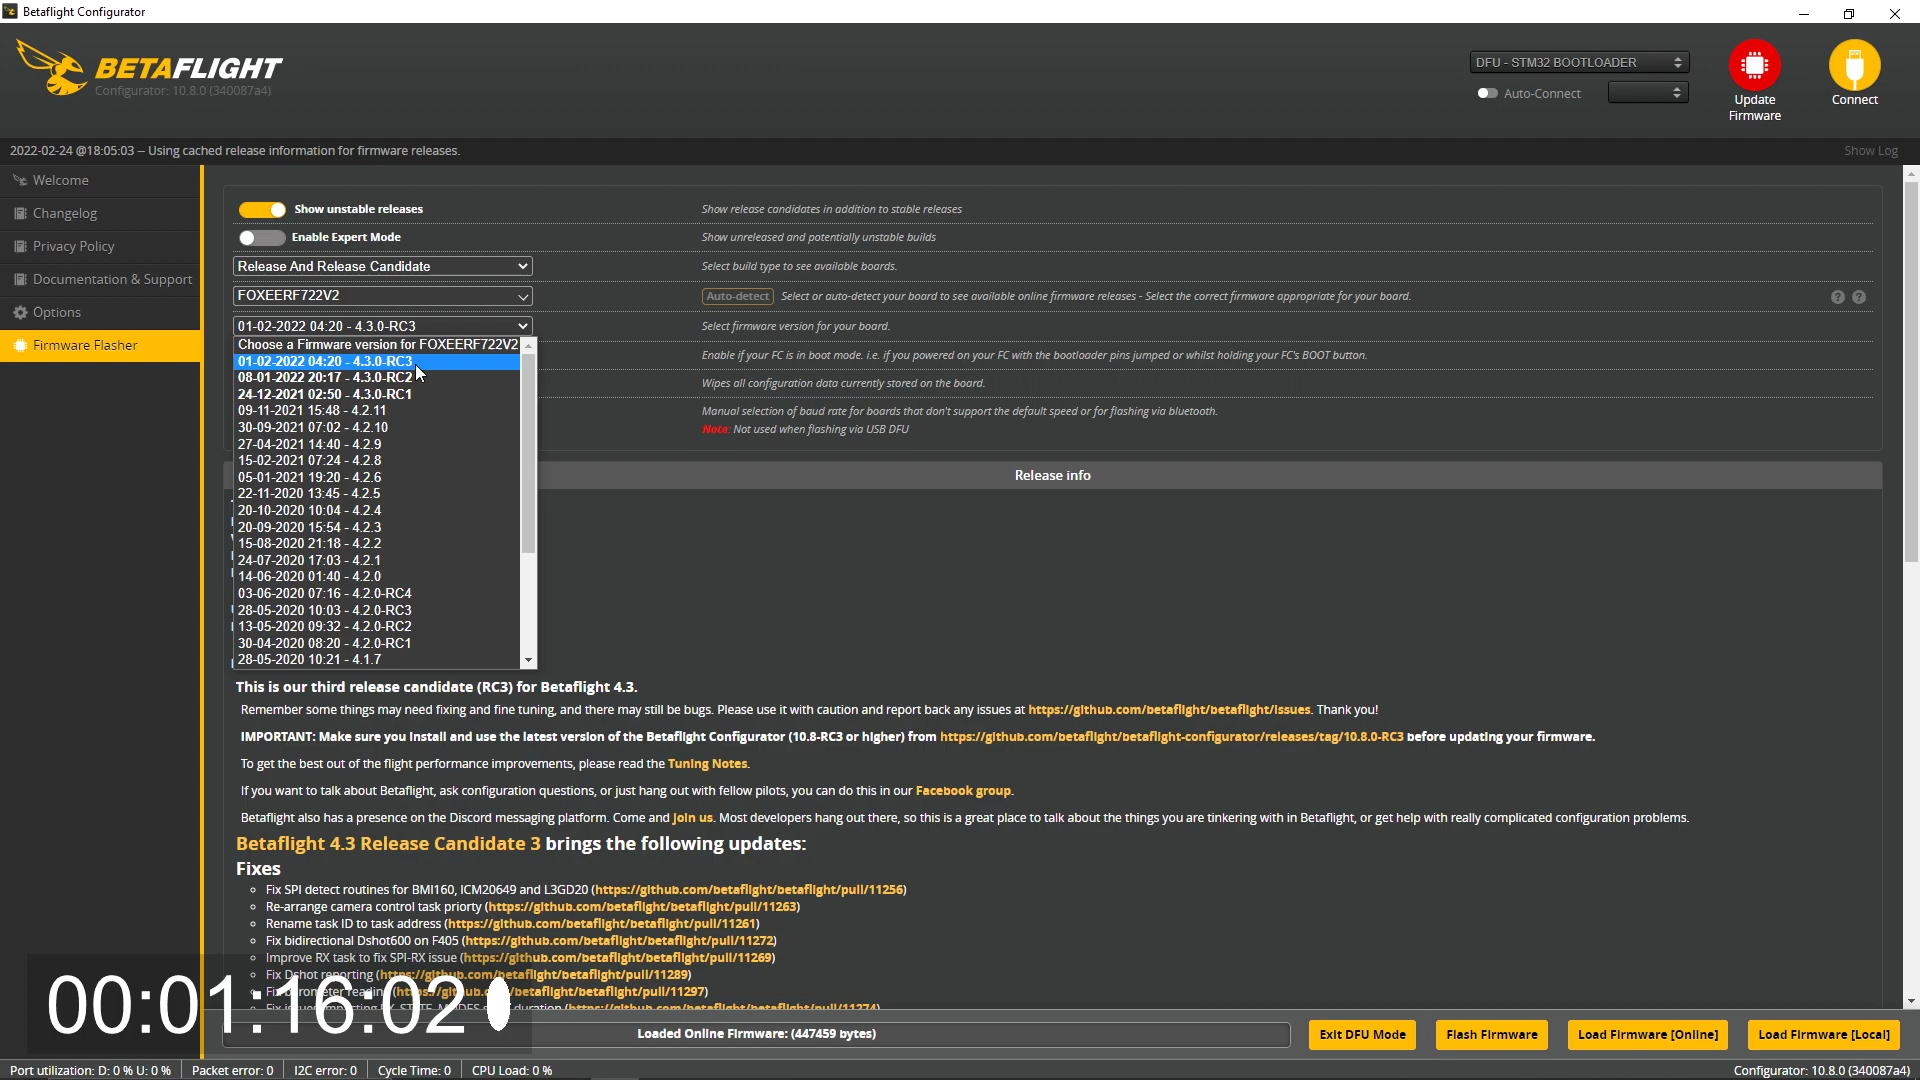 Betaflight Configurator
BETAFLIGHT
Configurator: 10.8.0 (340087a4)
DFU - STM32 BOOTLOADER
Auto-Connect
Update
Firmware
Connect
2022-02-24 @18:05:03 -- Using cached release information for firmware releases.
Show Log
Welcome
Changelog
Privacy Policy
Documentation & Support
Options
Firmware Flasher
Show unstable releases
Show release candidates in addition to stable releases
Enable Expert Mode
Show unreleased and potentially unstable builds
Release And Release Candidate
Select build type to see available boards.
FOXEERF722V2
Auto-detect Select or auto-detect your board to see available online firmware releases - Select the correct firmware appropriate for your board.
01-02-2022 04:20 - 4.3.0-RC3
Select firmware version for your board.
Choose a Firmware version for FOXEERF722V2
01-02-2022 04:20 - 4.3.0-RC3
08-01-2022 20:17 - 4.3.0-RC2
24-12-2021 02:50 - 4.3.0-RC1
09-11-2021 15:48 - 4.2.11
30-09-2021 07:02 - 4.2.10
27-04-2021 14:40 - 4.2.9
15-02-2021 07:24 - 4.2.8
05-01-2021 19:20 - 4.2.6
22-11-2020 13:45 - 4.2.5
20-10-2020 10:04 - 4.2.4
20-09-2020 15:54 - 4.2.3
15-08-2020 21:18 - 4.2.2
24-07-2020 17:03 - 4.2.1
14-06-2020 01:40 - 4.2.0
03-06-2020 07:16 - 4.2.0-RC4
28-05-2020 10:03 - 4.2.0-RC3
13-05-2020 09:32 - 4.2.0-RC2
30-04-2020 08:20 - 4.2.0-RC1
28-05-2020 10:21 - 4.1.7
Enable if your FC is in boot mode. i.e. if you powered on your FC with the bootloader pins jumped or whilst holding your FC's BOOT button.
Wipes all configuration data currently stored on the board.
Manual selection of baud rate for boards that don't support the default speed or for flashing via bluetooth.
Note: Not used when flashing via USB DFU
Release info
This is our third release candidate (RC3) for Betaflight 4.3.
Remember some things may need fixing and fine tuning, and there may still be bugs. Please use it with caution and report back any issues at https://github.com/betaflight/betaflight/issues. Thank you!
IMPORTANT: Make sure you install and use the latest version of the Betaflight Configurator (10.8-RC3 or higher) from https://github.com/betaflight/betaflight-configurator/releases/tag/10.8.0-RC3 before updating your firmware.
To get the best out of the flight performance improvements, please read the Tuning Notes.
If you want to talk about Betaflight, ask configuration questions, or just hang out with fellow pilots, you can do this in our Facebook group.
Betaflight also has a presence on the Discord messaging platform. Come and join us. Most developers hang out there, so this is a great place to talk about the things you are tinkering with in Betaflight, or get help with really complicated configuration problems.
Betaflight 4.3 Release Candidate 3 brings the following updates:
Fixes
Fix SPI detect routines for BMI160, ICM20649 and L3GD20 (https://github.com/betaflight/betaflight/pull/11256)
Re-arrange camera control task priorty (https://github.com/betaflight/betaflight/pull/11263)
Rename task ID to task address (https://github.com/betaflight/betaflight/pull/11261)
Fix bidirectional Dshot600 on F405 (https://github.com/betaflight/betaflight/pull/11272)
Improve RX task to fix SPI-RX issue (https://github.com/betaflight/betaflight/pull/11269)
Fix Dshot reporting (https://github.com/betaflight/betaflight/pull/11289)
Fix barometer reading (https://github.com/betaflight/betaflight/pull/11297)
00:01:16:02
Loaded Online Firmware: (447459 bytes)
Exit DFU Mode
Flash Firmware
Load Firmware [Online]
Load Firmware [Local]
Port utilization: D: 0 % U: 0 %
Packet error: 0
I2C error: 0
Cycle Time: 0
CPU Load: 0 %
Configurator: 10.8.0 (340087a4)